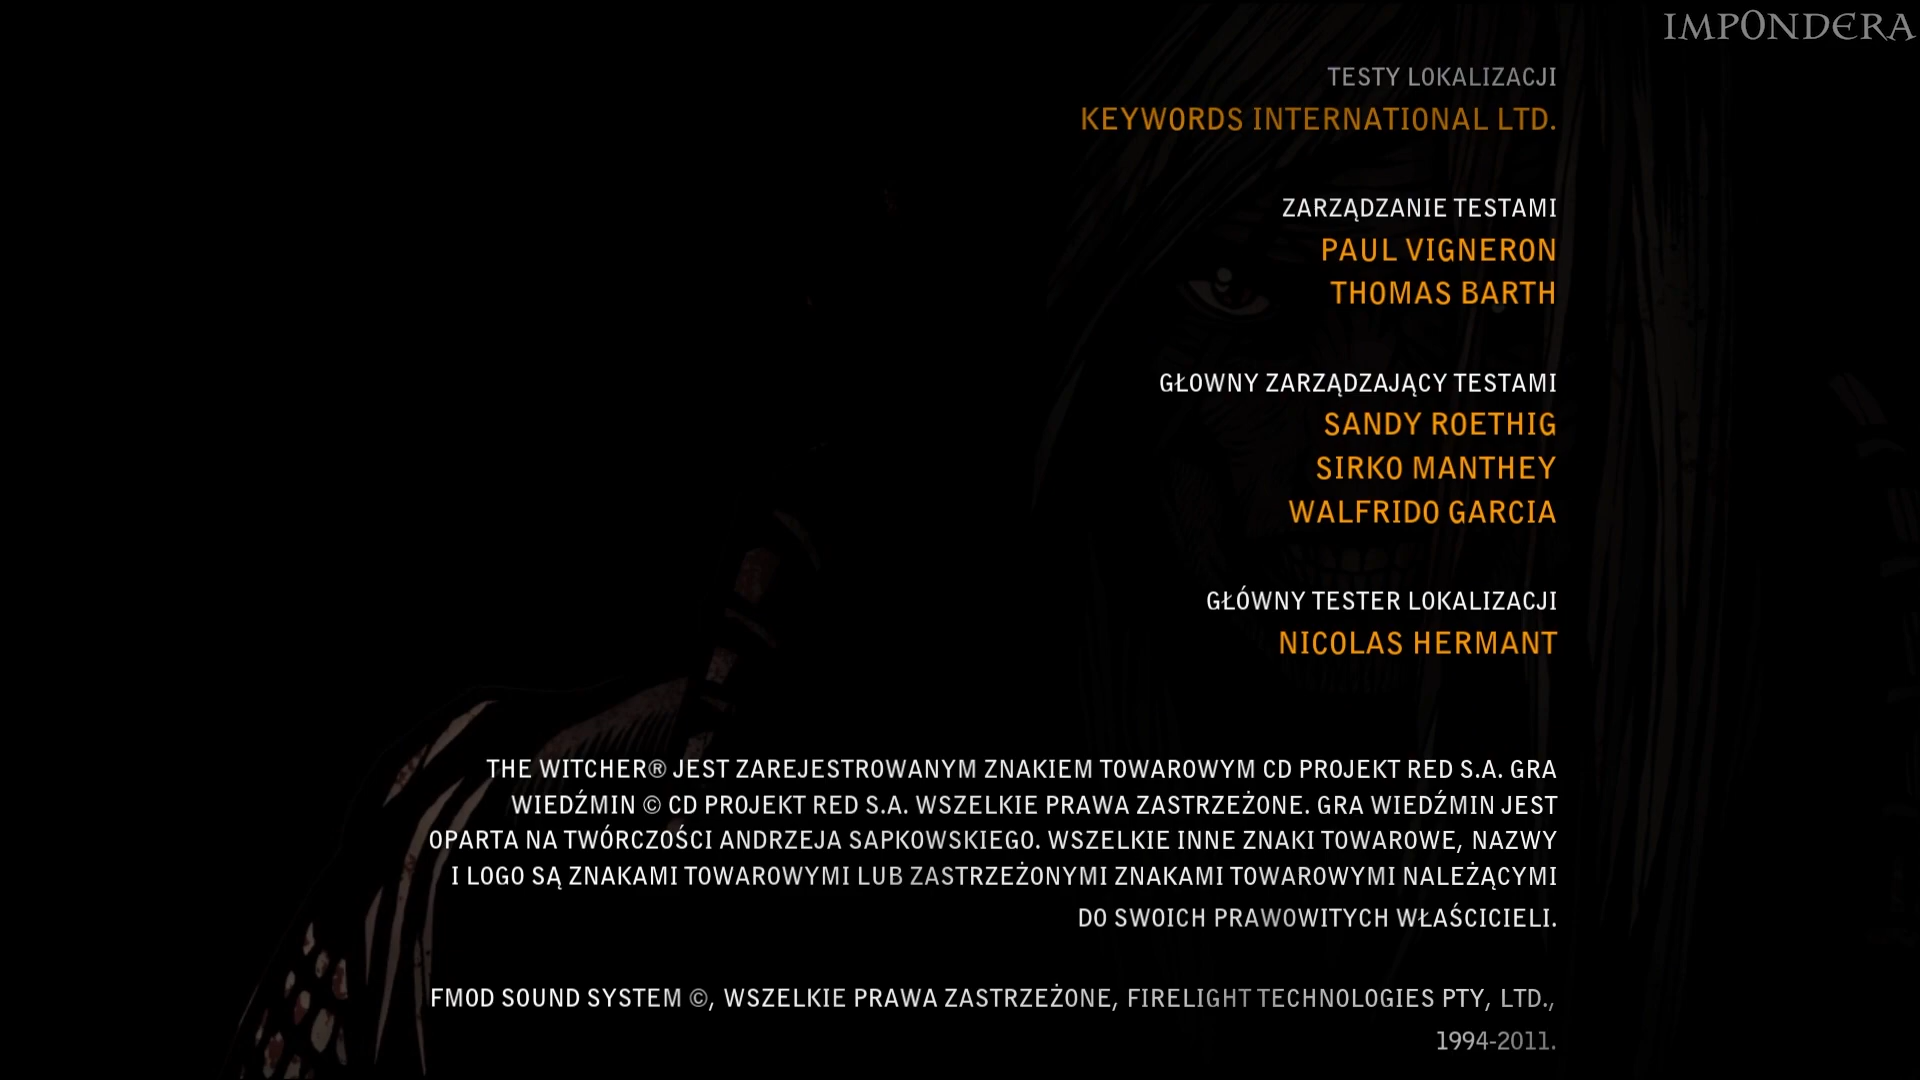 IMPONDERA
TESTY LOKALIZACJI
KEYWORDS INTERNATIONAL LTD.
ZARZĄDZANIE TESTAMI
PAUL VIGNERON
THOMAS BARTH
GŁOWNY ZARZĄDZAJĄCY TESTAMI
SANDY ROETHIG
SIRKO MANTHEY
WALFRIDO GARCIA
GŁÓWNY TESTER LOKALIZACJI
NICOLAS HERMANT
THE WITCHER® JEST ZAREJESTROWANYM ZNAKIEM TOWAROWYM CD PROJEKT RED S.A. GRA
WIEDŹMIN © CD PROJEKT RED S.A. WSZELKIE PRAWA ZASTRZEŻONE. GRA WIEDŹMIN JEST
OPARTA NA TWÓRCZOŚCI ANDRZEJA SAPKOWSKIEGO. WSZELKIE INNE ZNAKI TOWAROWE, NAZWY
I LOGO SĄ ZNAKAMI TOWAROWYMI LUB ZASTRZEŻONYMI ZNAKAMI TOWAROWYMI NALEŻĄCYMI
DO SWOICH PRAWOWITYCH WŁAŚCICIELI.
FMOD SOUND SYSTEM ©, WSZELKIE PRAWA ZASTRZEŻONE, FIRELIGHT TECHNOLOGIES PTY, LTD.,
1994-2011.